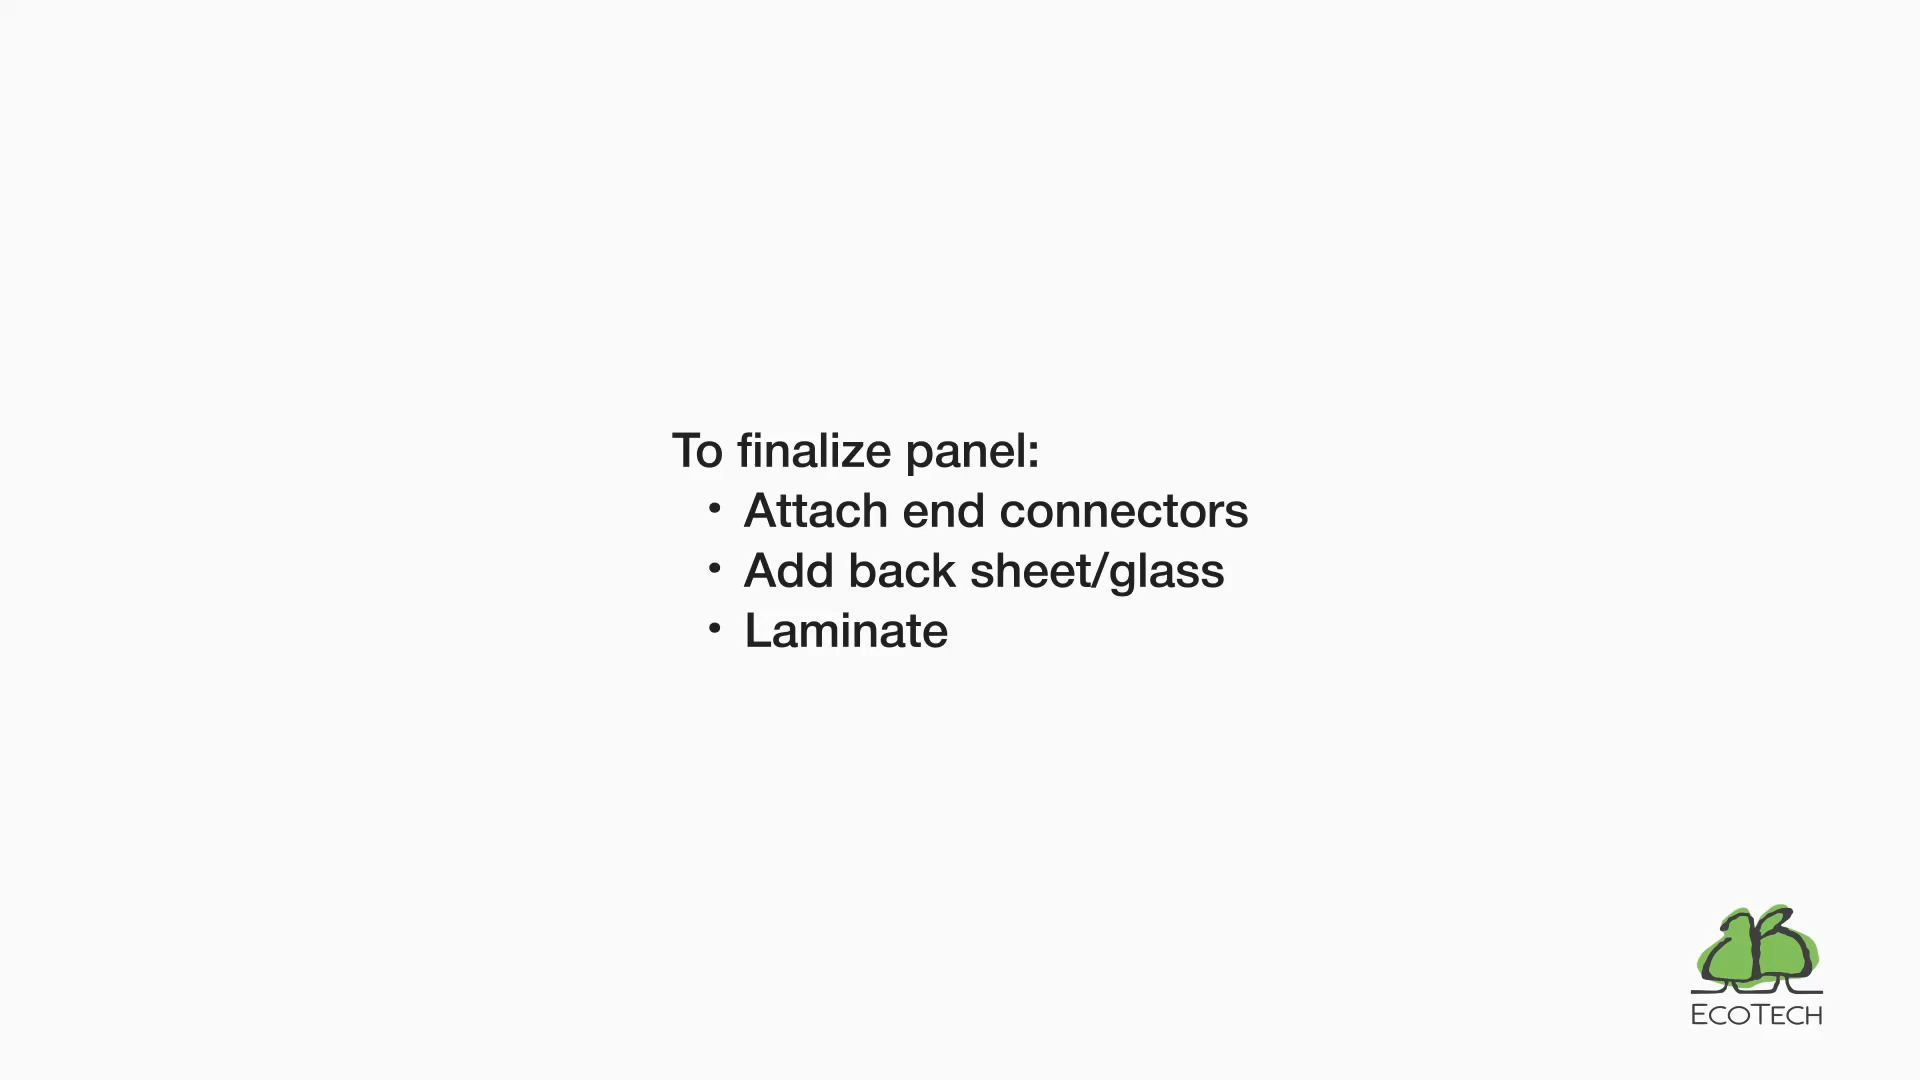 To finalize panel:
• Attach end connectors
• Add back sheet/glass
• Laminate
ECOTECH